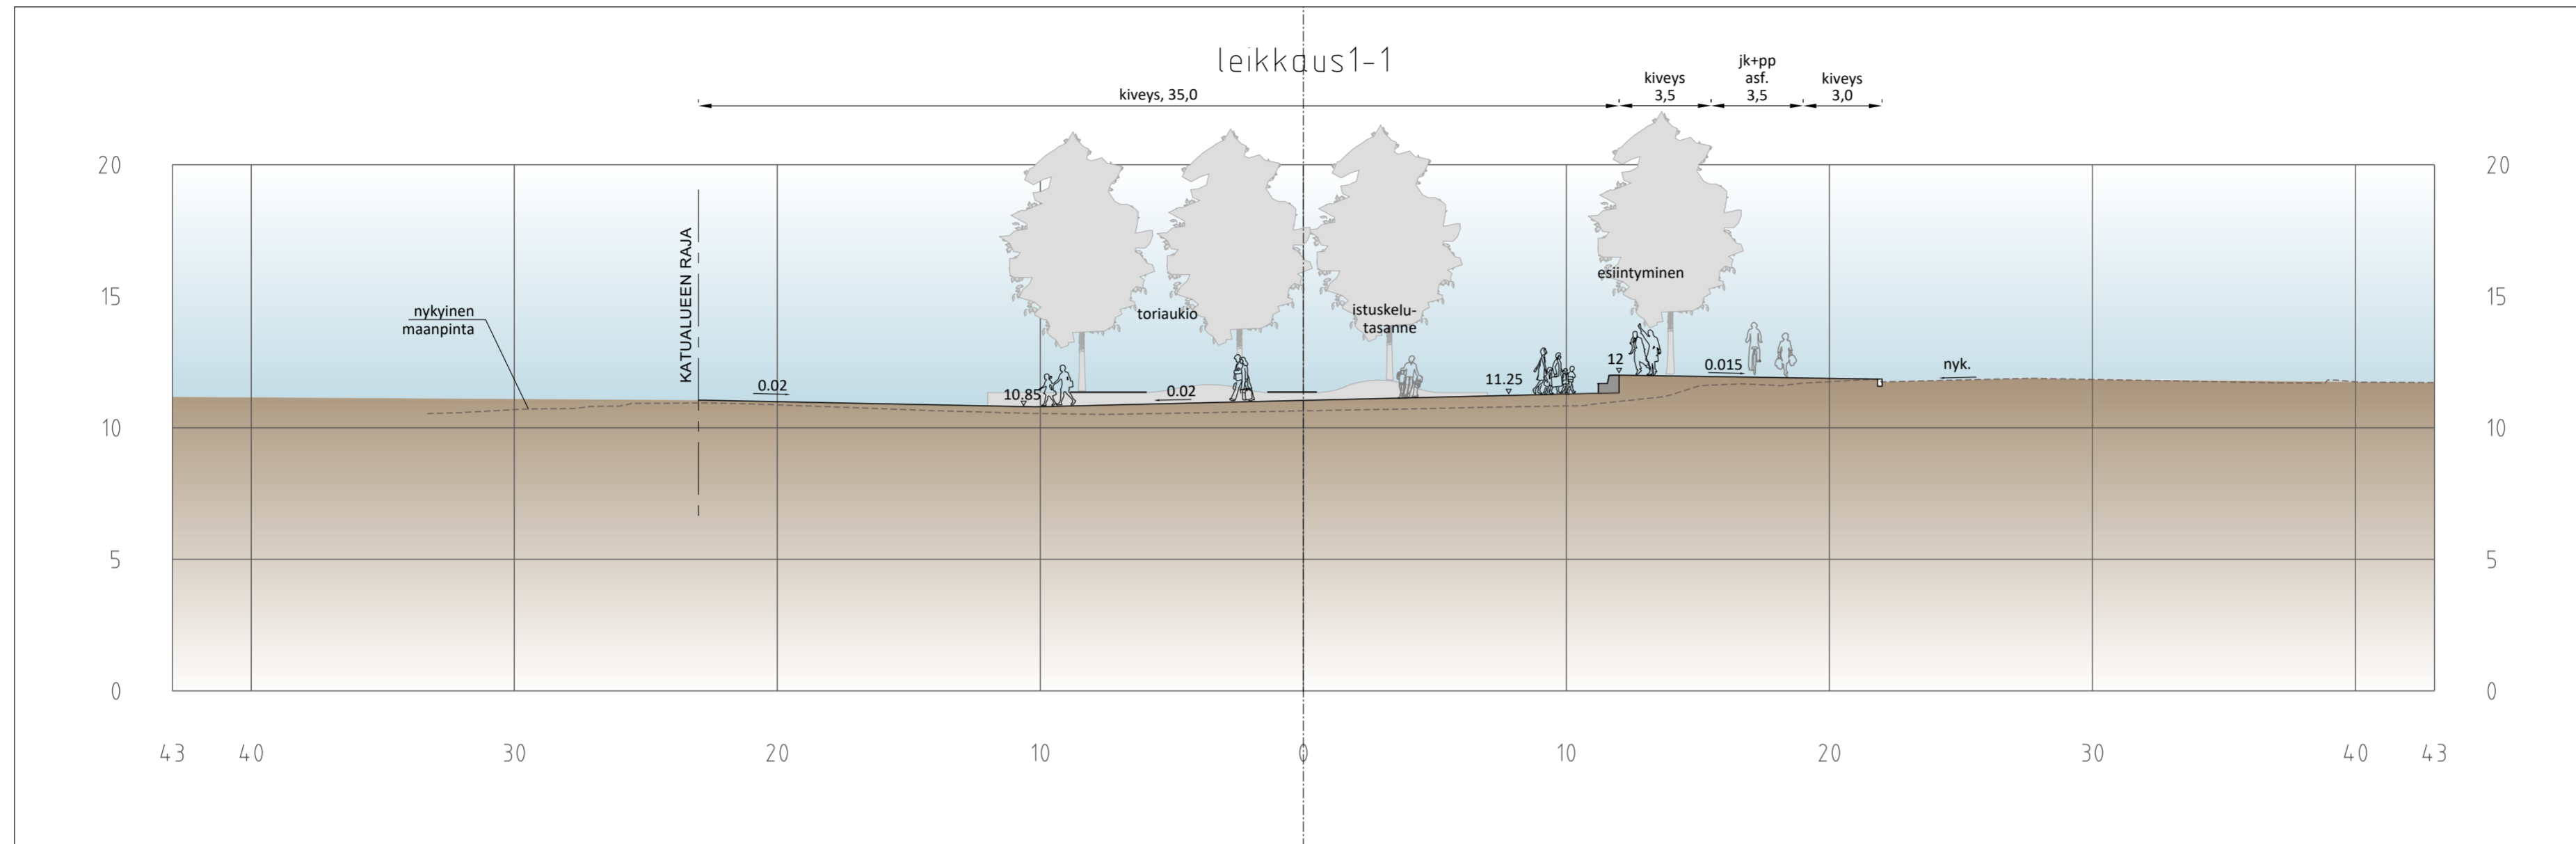 leikkaus1-1
jk+pp
kiveys
asf.
kiveys
kiveys, 35,0
3,5
3,5
3,0
20
20
KATUALUEEN RAJA
esiintyminen
15
15
nykyinen
maanpinta
toriaukio
istuskelu-
tasanne
12
0.015
nyk.
0.02
10.85
0.02
11.25
10
10
5
5
0
0
43 40 30 20 10 0 10 20 30 40 43